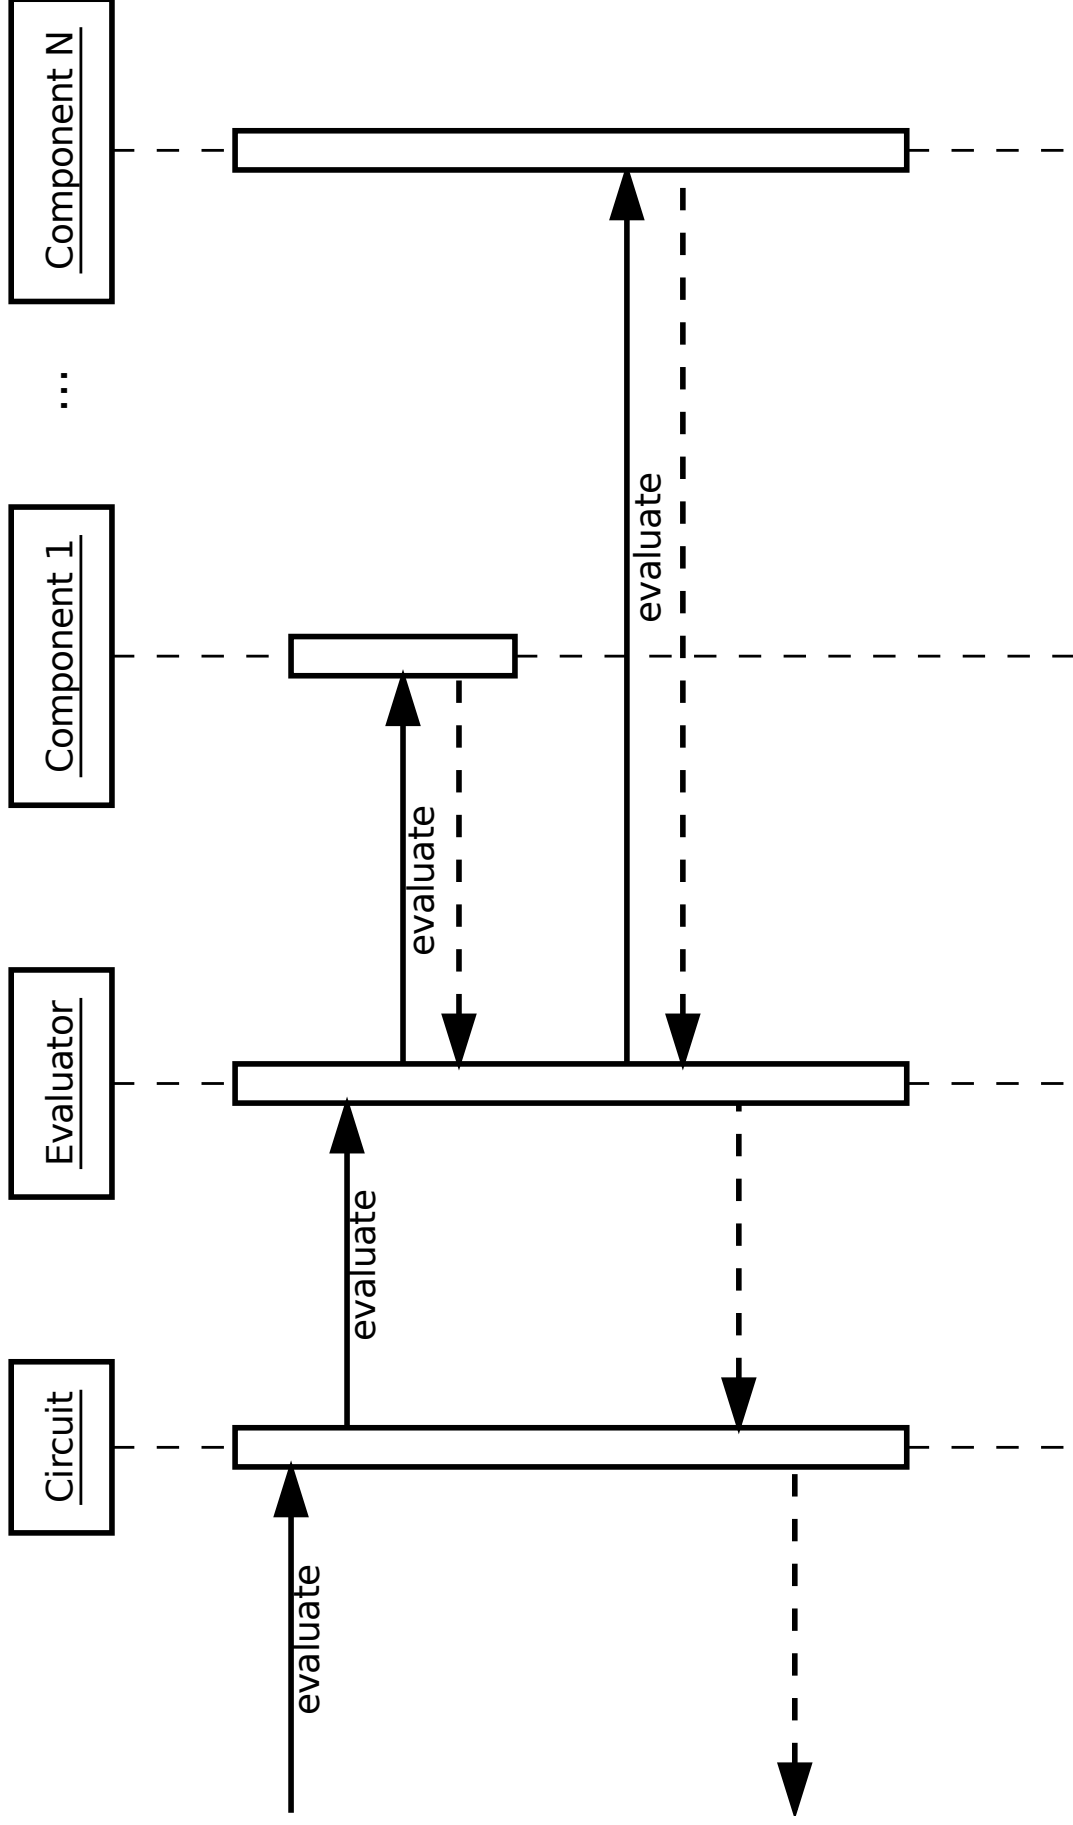 Circuit
Evaluator
Component 1
...
Component N
evaluate
evaluate
evaluate
evaluate